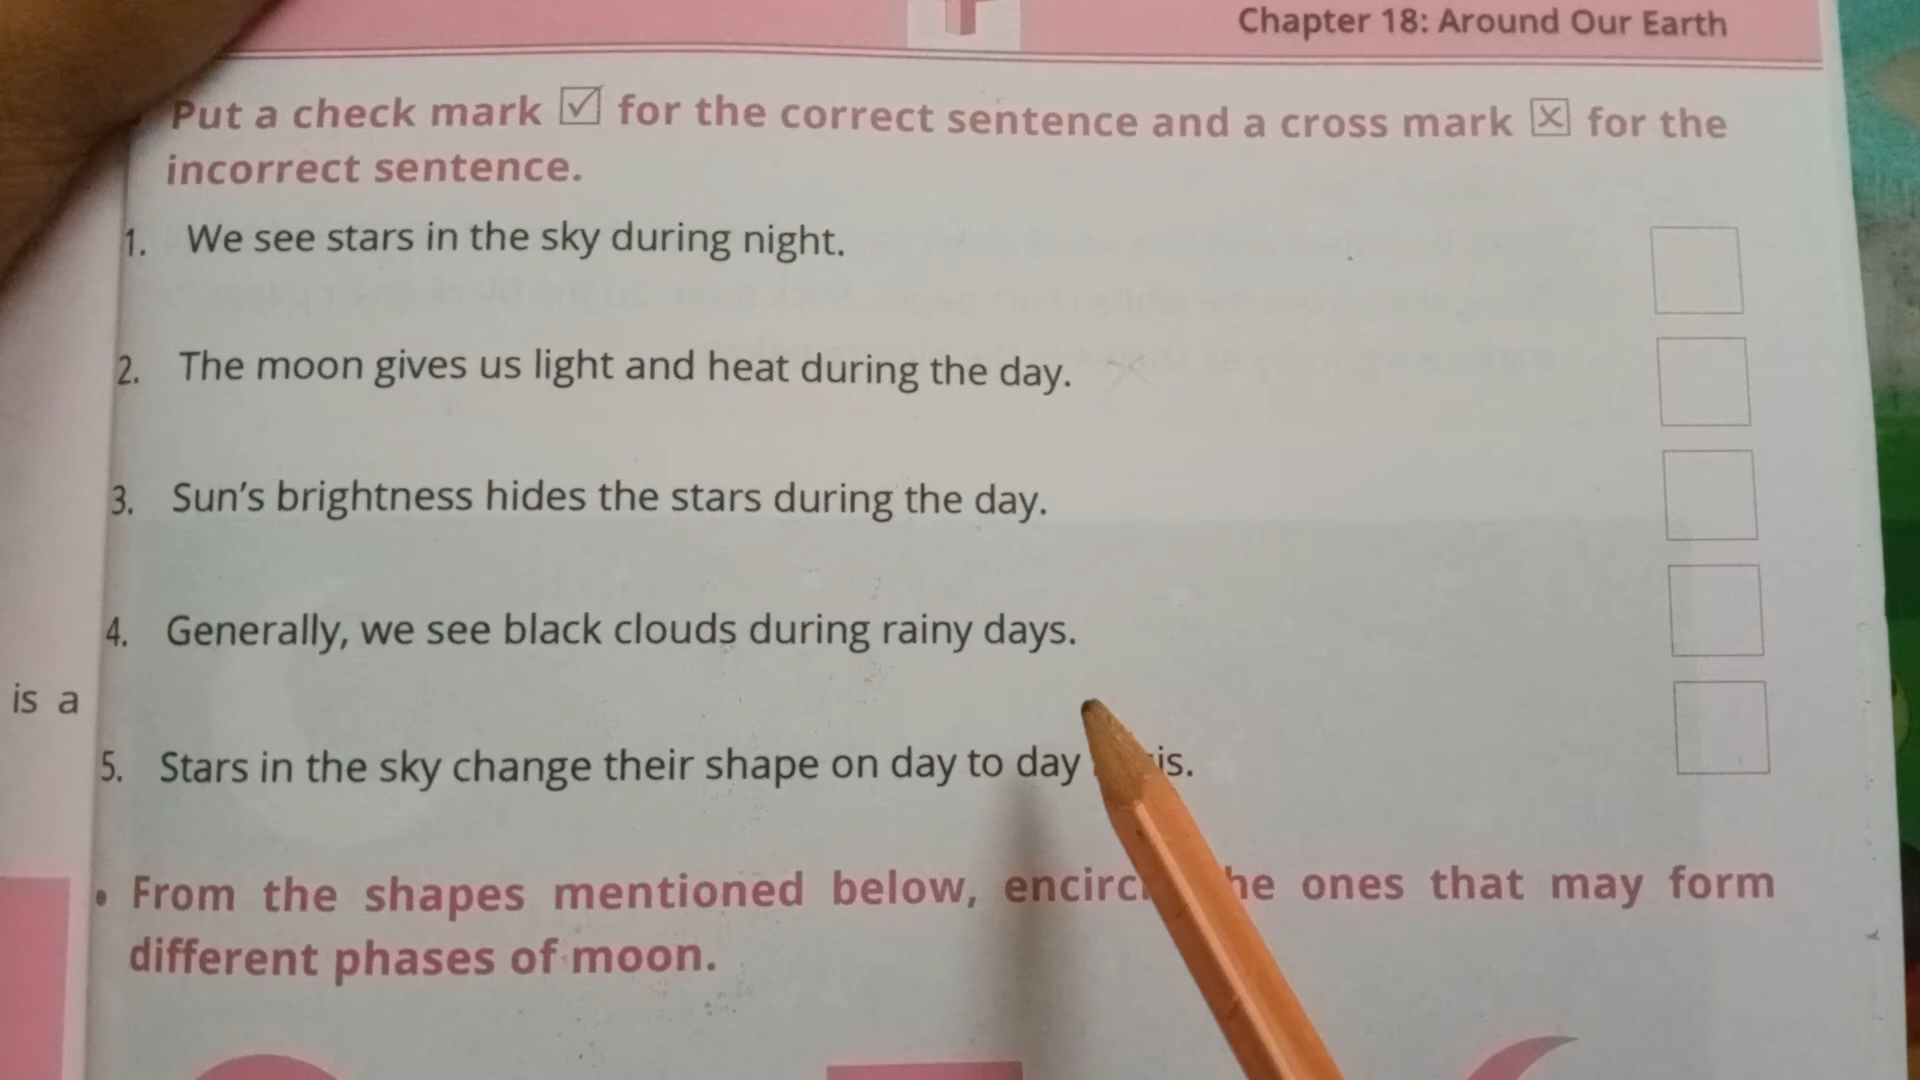 Chapter 18: Around Our Earth
Put a check mark ☑ for the correct sentence and a cross mark ☒ for the
incorrect sentence.
1. We see stars in the sky during night.
2. The moon gives us light and heat during the day.
3. Sun's brightness hides the stars during the day.
4. Generally, we see black clouds during rainy days.
is a
5. Stars in the sky change their shape on day to day
• From the shapes mentioned below, ones that may form
different phases of moon.